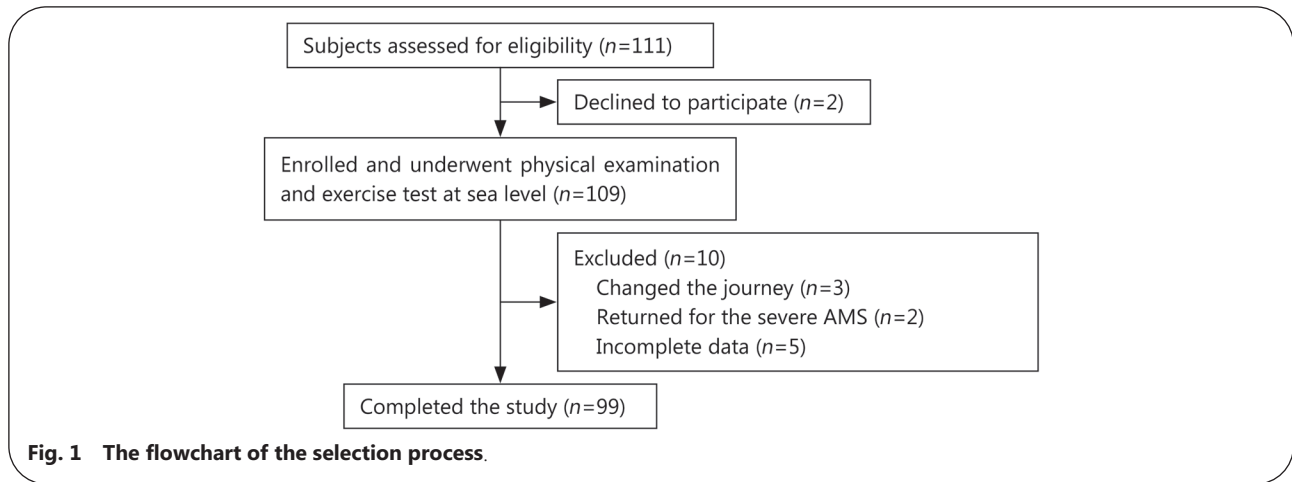 Subjects assessed for eligibility (n=111)
Declined to participate (n=2)
Enrolled and underwent physical examination
and exercise test at sea level (n=109)
Excluded (n=10)
Changed the journey (n=3)
Returned for the severe AMS (n=2)
Incomplete data (n=5)
Completed the study (n=99)
Fig. 1 The flowchart of the selection process.